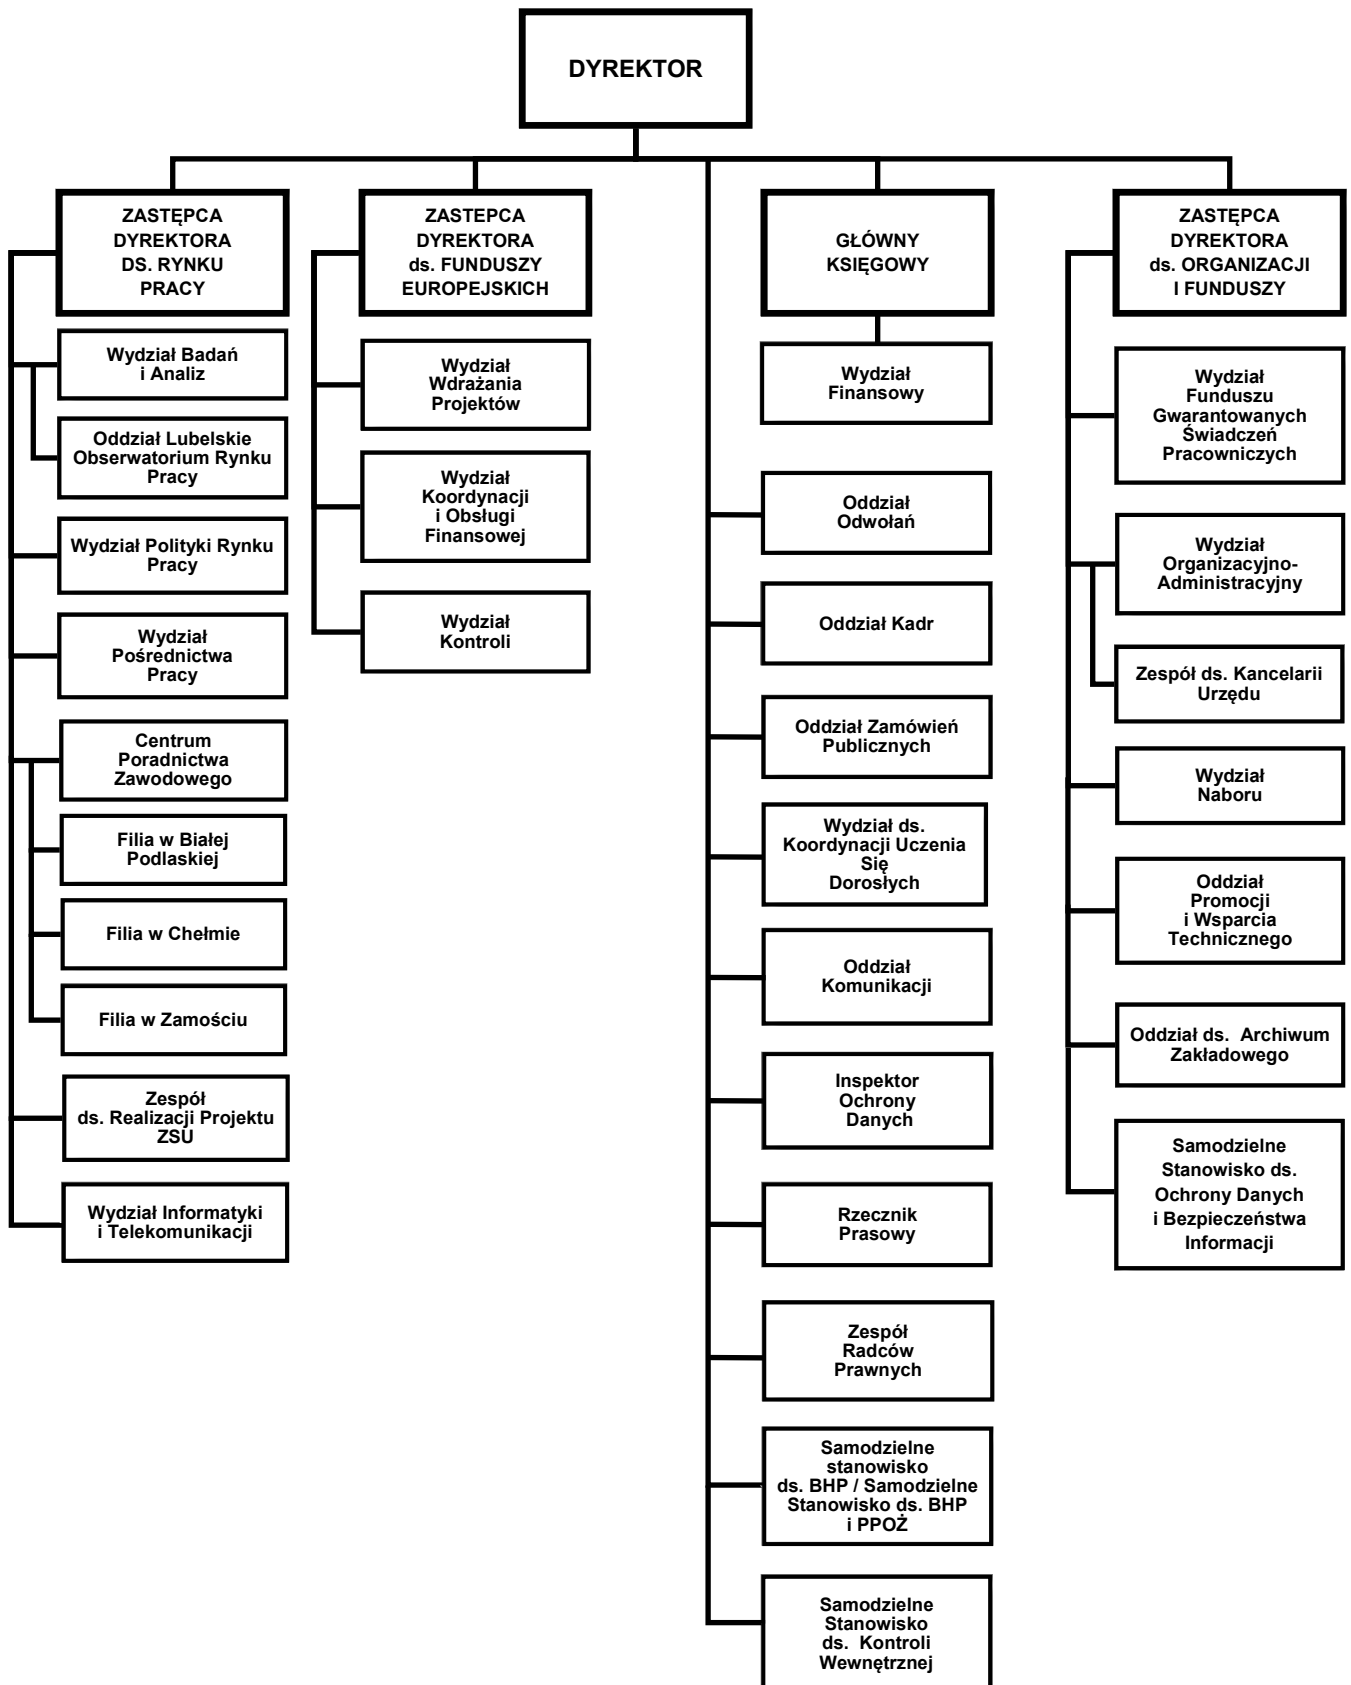 DYREKTOR
ZASTĘPCA
DYREKTORA
DS. RYNKU
PRACY
Wydział Badań
i Analiz
Oddział Lubelskie
Obserwatorium Rynku
Pracy
Wydział Polityki Rynku
Pracy
Wydział
Pośrednictwa
Pracy
Centrum
Poradnictwa
Zawodowego
Filia w Białej
Podlaskiej
Filia w Chełmie
Filia w Zamościu
Zespół
ds. Realizacji Projektu
ZSU
Wydział Informatyki
i Telekomunikacji
ZASTEPCA
DYREKTORA
ds. FUNDUSZY
EUROPEJSKICH
Wydział
Wdrażania
Projektów
Wydział
Koordynacji
i Obsługi
Finansowej
Wydział
Kontroli
GŁÓWNY
KSIĘGOWY
Wydział
Finansowy
Oddział
Odwołań
Oddział Kadr
Oddział Zamówień
Publicznych
Wydział ds.
Koordynacji Uczenia
Się
Dorosłych
Oddział
Komunikacji
Inspektor
Ochrony
Danych
Rzecznik
Prasowy
Zespół
Radców
Prawnych
Samodzielne
stanowisko
ds. BHP / Samodzielne
Stanowisko ds. BHP
i PPOŻ
Samodzielne
Stanowisko
ds. Kontroli
Wewnętrznej
ZASTĘPCA
DYREKTORA
ds. ORGANIZACJI
I FUNDUSZY
Wydział
Funduszu
Gwarantowanych
Świadczeń
Pracowniczych
Wydział
Organizacyjno-
Administracyjny
Zespół ds. Kancelarii
Urzędu
Wydział
Naboru
Oddział
Promocji
i Wsparcia
Technicznego
Oddział ds. Archiwum
Zakładowego
Samodzielne
Stanowisko ds.
Ochrony Danych
i Bezpieczeństwa
Informacji